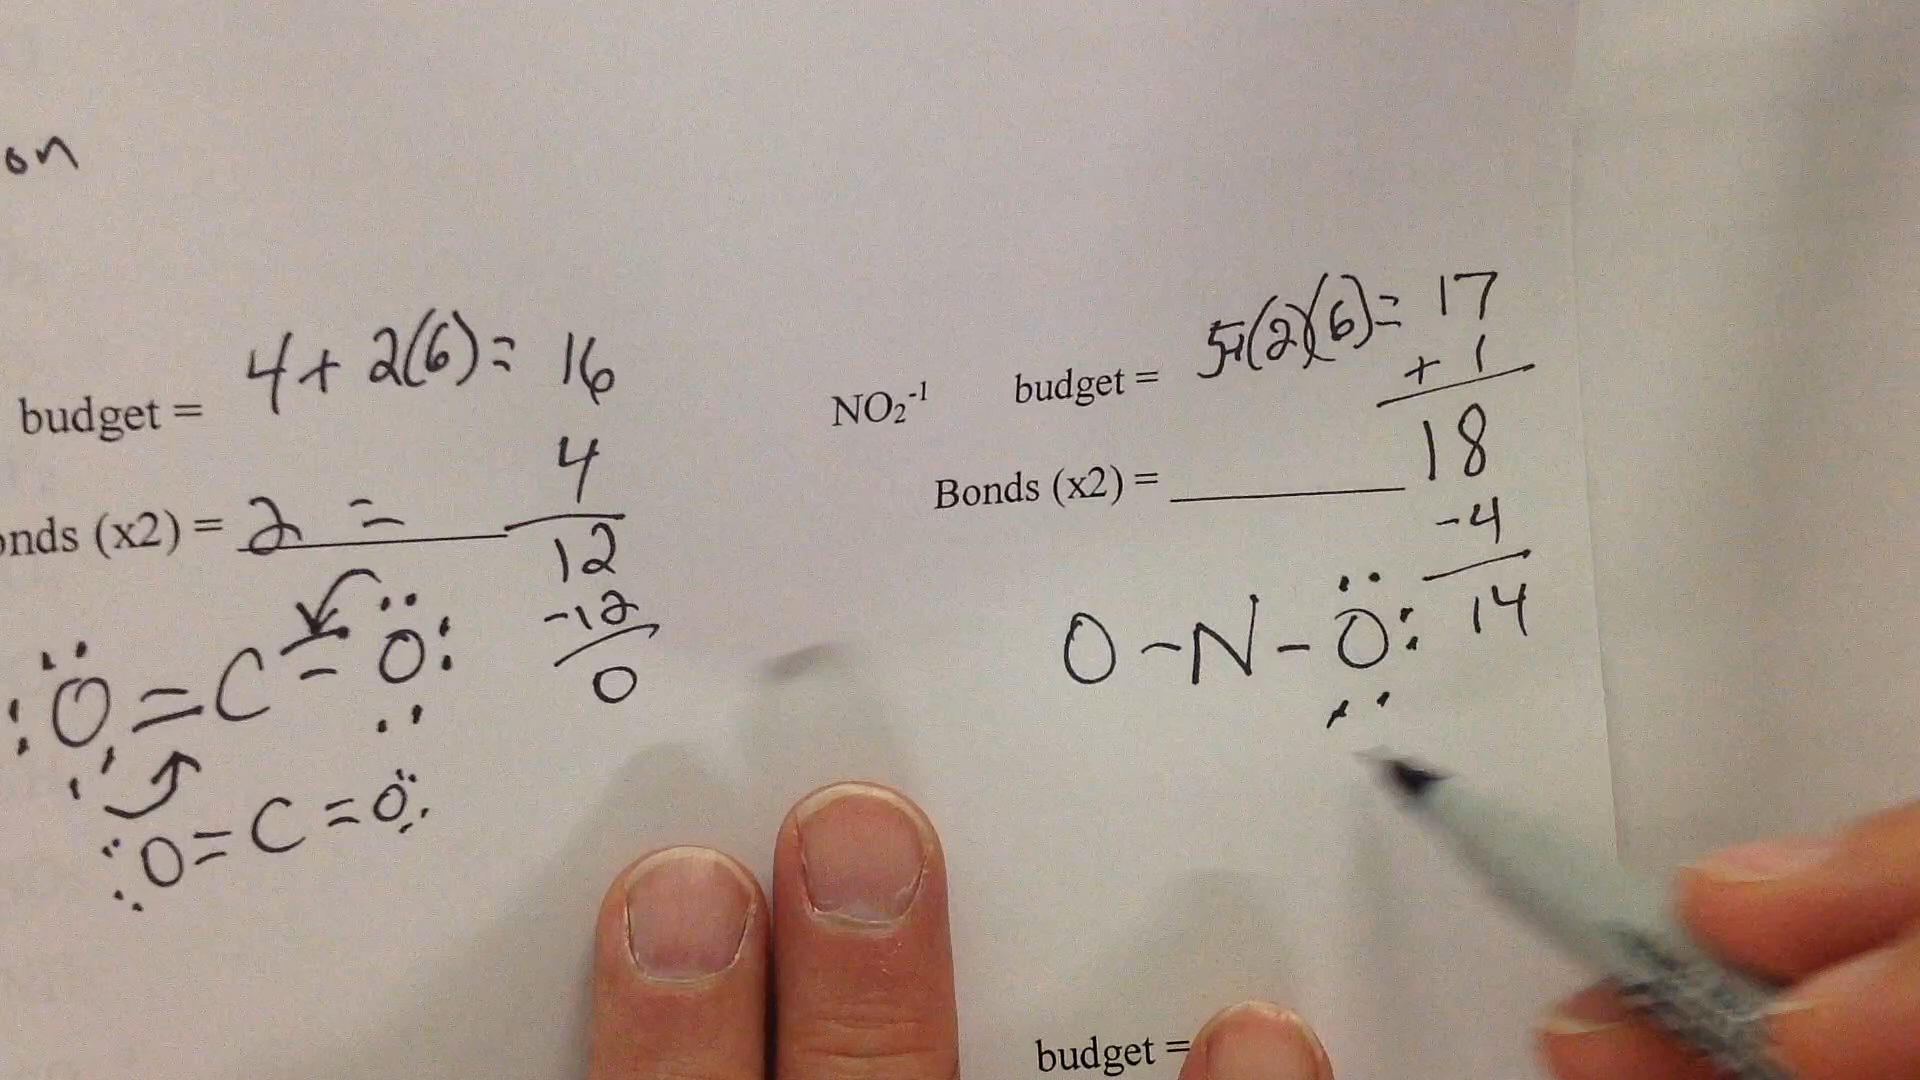 on
4 + 2(6) = 16
budget =
4
onds (x2) = 2 =
12
-12
0
O = C = O
O = C = O
5+(2)(6) = 17
+ 1
NO₂⁻¹ budget =
18
Bonds (x2) =
-4
14
O - N - O
budget =